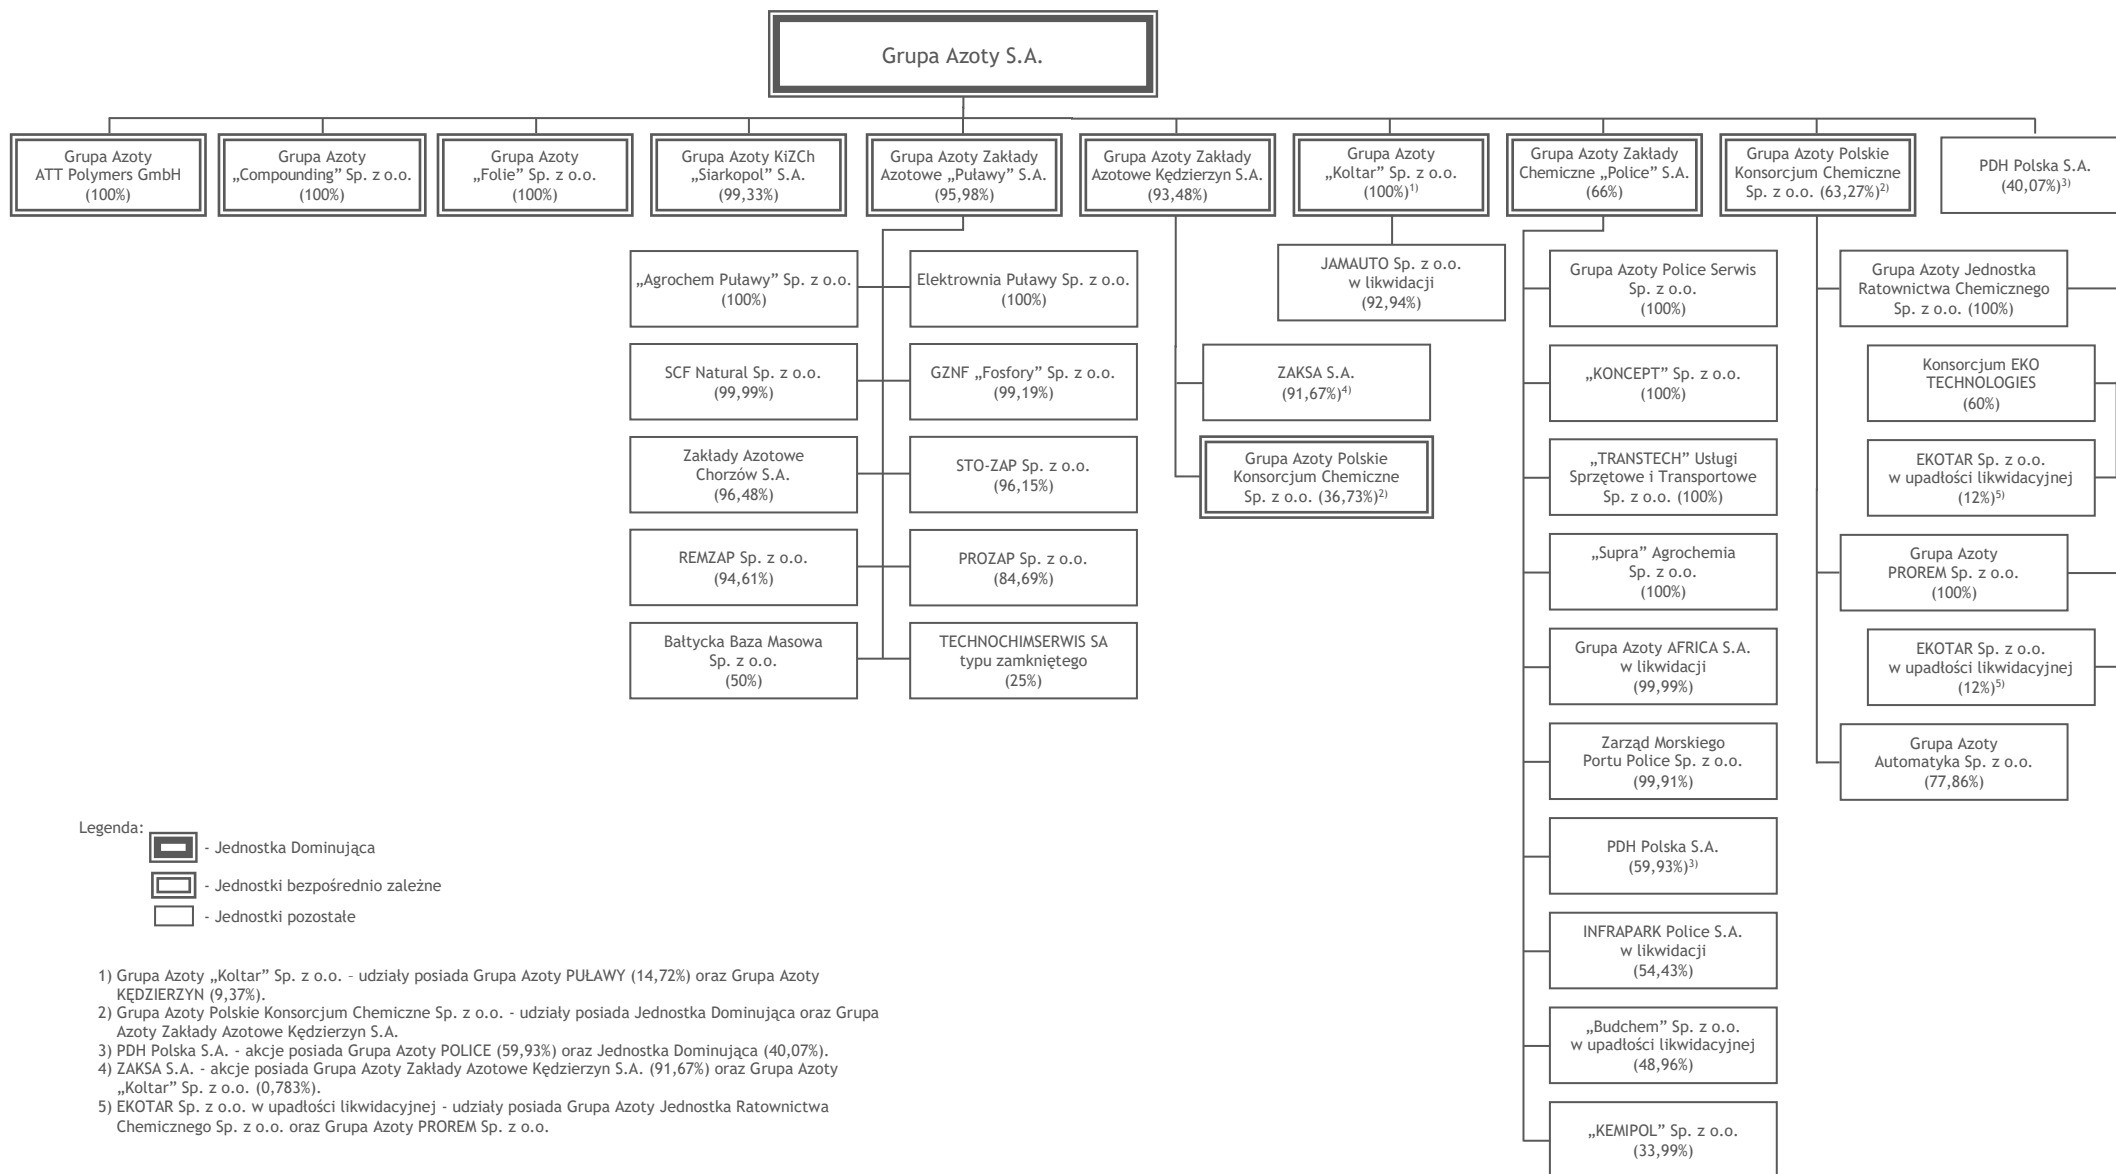 Grupa Azoty S.A.
Grupa Azoty
ATT Polymers GmbH
(100%)
Grupa Azoty
„Compounding” Sp. z o.o.
(100%)
Grupa Azoty
„Folie” Sp. z o.o.
(100%)
Grupa Azoty KiZCh
„Siarkopol” S.A.
(99,33%)
Grupa Azoty Zakłady
Azotowe „Puławy” S.A.
(95,98%)
Grupa Azoty Zakłady
Azotowe Kędzierzyn S.A.
(93,48%)
Grupa Azoty
„Koltar” Sp. z o.o.
(100%)1)
Grupa Azoty Zakłady
Chemiczne „Police” S.A.
(66%)
Grupa Azoty Polskie
Konsorcjum Chemiczne
Sp. z o.o. (63,27%)2)
PDH Polska S.A.
(40,07%)3)
„Agrochem Puławy” Sp. z o.o.
(100%)
Elektrownia Puławy Sp. z o.o.
(100%)
SCF Natural Sp. z o.o.
(99,99%)
GZNF „Fosfory” Sp. z o.o.
(99,19%)
Zakłady Azotowe
Chorzów S.A.
(96,48%)
STO-ZAP Sp. z o.o.
(96,15%)
REMZAP Sp. z o.o.
(94,61%)
PROZAP Sp. z o.o.
(84,69%)
Bałtycka Baza Masowa
Sp. z o.o.
(50%)
TECHNOCHIMSERWIS SA
typu zamkniętego
(25%)
ZAKSA S.A.
(91,67%)4)
Grupa Azoty Polskie
Konsorcjum Chemiczne
Sp. z o.o. (36,73%)2)
JAMAUTO Sp. z o.o.
w likwidacji
(92,94%)
Grupa Azoty Police Serwis
Sp. z o.o.
(100%)
„KONCEPT” Sp. z o.o.
(100%)
„TRANSTECH” Usługi
Sprzętowe i Transportowe
Sp. z o.o. (100%)
„Supra” Agrochemia
Sp. z o.o.
(100%)
Grupa Azoty AFRICA S.A.
w likwidacji
(99,99%)
Zarząd Morskiego
Portu Police Sp. z o.o.
(99,91%)
PDH Polska S.A.
(59,93%)3)
INFRAPARK Police S.A.
w likwidacji
(54,43%)
„Budchem” Sp. z o.o.
w upadłości likwidacyjnej
(48,96%)
„KEMIPOL” Sp. z o.o.
(33,99%)
Grupa Azoty Jednostka
Ratownictwa Chemicznego
Sp. z o.o. (100%)
Konsorcjum EKO
TECHNOLOGIES
(60%)
EKOTAR Sp. z o.o.
w upadłości likwidacyjnej
(12%)5)
Grupa Azoty
PROREM Sp. z o.o.
(100%)
EKOTAR Sp. z o.o.
w upadłości likwidacyjnej
(12%)5)
Grupa Azoty
Automatyka Sp. z o.o.
(77,86%)
Legenda:
- Jednostka Dominująca
- Jednostki bezpośrednio zależne
- Jednostki pozostałe
1) Grupa Azoty „Koltar” Sp. z o.o. – udziały posiada Grupa Azoty PUŁAWY (14,72%) oraz Grupa Azoty
KĘDZIERZYN (9,37%).
2) Grupa Azoty Polskie Konsorcjum Chemiczne Sp. z o.o. - udziały posiada Jednostka Dominująca oraz Grupa
Azoty Zakłady Azotowe Kędzierzyn S.A.
3) PDH Polska S.A. - akcje posiada Grupa Azoty POLICE (59,93%) oraz Jednostka Dominująca (40,07%).
4) ZAKSA S.A. - akcje posiada Grupa Azoty Zakłady Azotowe Kędzierzyn S.A. (91,67%) oraz Grupa Azoty
„Koltar” Sp. z o.o. (0,783%).
5) EKOTAR Sp. z o.o. w upadłości likwidacyjnej - udziały posiada Grupa Azoty Jednostka Ratownictwa
Chemicznego Sp. z o.o. oraz Grupa Azoty PROREM Sp. z o.o.